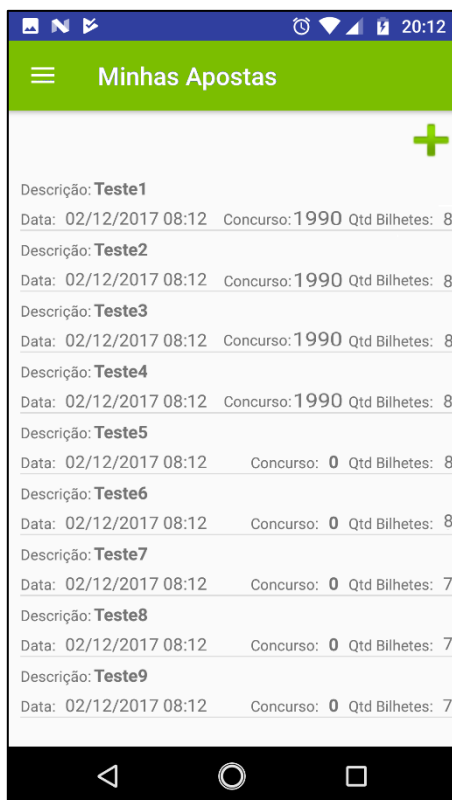 20:12
Minhas Apostas
Descrição: Teste1
Data: 02/12/2017 08:12 Concurso: 1990 Qtd Bilhetes: 8
Descrição: Teste2
Data: 02/12/2017 08:12 Concurso: 1990 Qtd Bilhetes: 8
Descrição: Teste3
Data: 02/12/2017 08:12 Concurso: 1990 Qtd Bilhetes: 8
Descrição: Teste4
Data: 02/12/2017 08:12 Concurso: 1990 Qtd Bilhetes: 8
Descrição: Teste5
Data: 02/12/2017 08:12 Concurso: 0 Qtd Bilhetes: 8
Descrição: Teste6
Data: 02/12/2017 08:12 Concurso: 0 Qtd Bilhetes: 8
Descrição: Teste7
Data: 02/12/2017 08:12 Concurso: 0 Qtd Bilhetes: 7
Descrição: Teste8
Data: 02/12/2017 08:12 Concurso: 0 Qtd Bilhetes: 7
Descrição: Teste9
Data: 02/12/2017 08:12 Concurso: 0 Qtd Bilhetes: 7